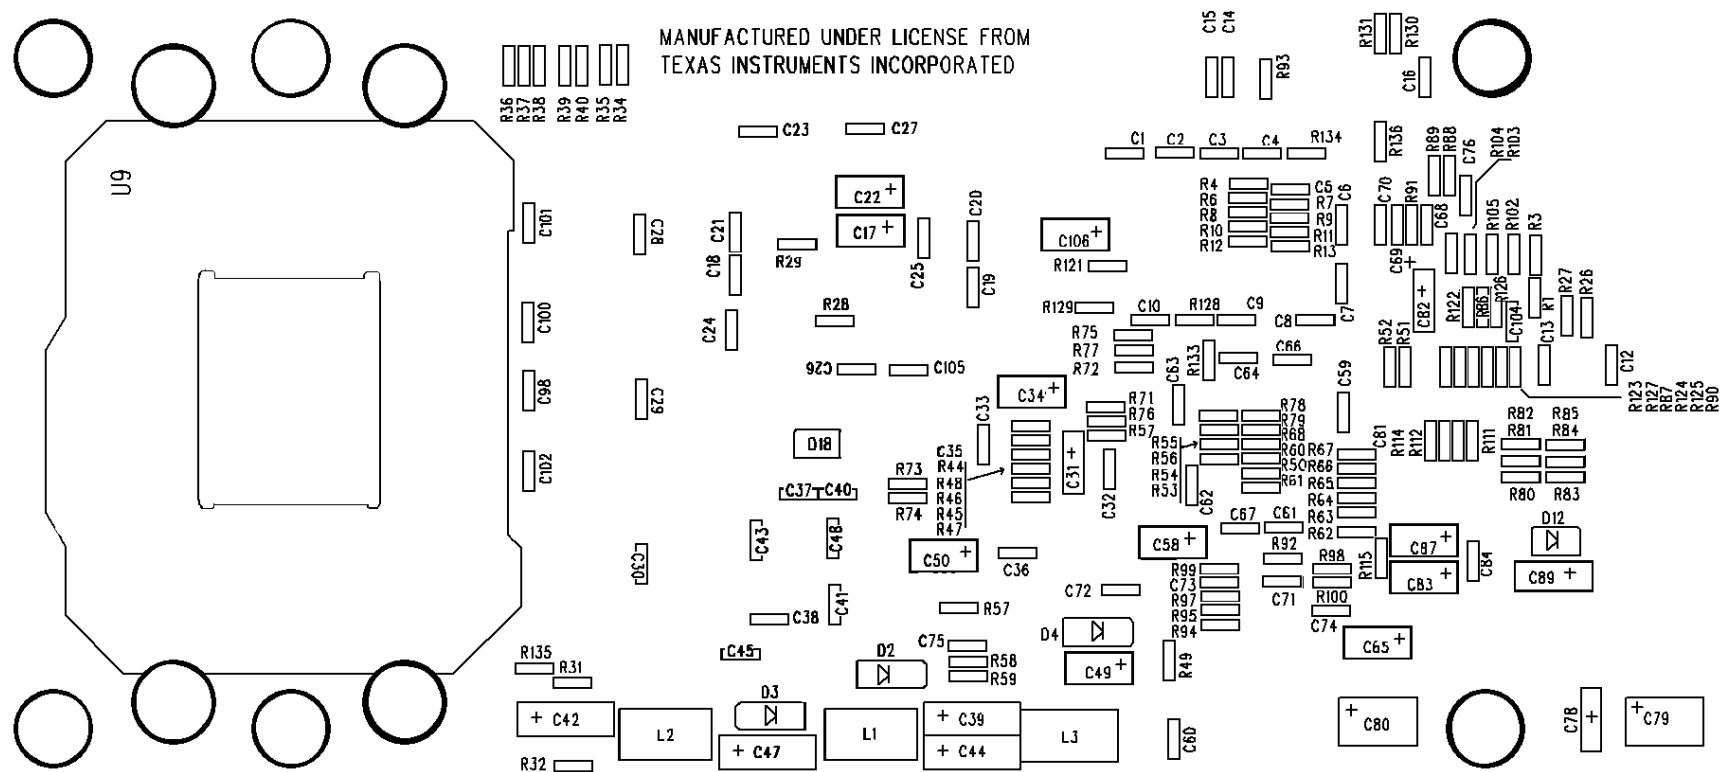 MANUFACTURED UNDER LICENSE FROM
TEXAS INSTRUMENTS INCORPORATED
C15
C14
R131
R130
R93
C16
R36
R37
R38
R39
R40
R35
R34
C23
C27
C1
C2
C3
C4
R134
R136
R89
R88
C76
R104
R103
U9
C22
C17
C20
C21
C18
C25
C19
R29
C28
C101
C106
R121
R4
R6
R8
R10
R12
C5
R7
R9
R11
R13
C6
C70
R91
C68
R105
R102
R3
C69
C82
R122
R86
R126
C104
R1
R27
R26
C7
C24
R28
R129
C10
R128
C9
C8
C100
R75
R77
R72
R133
C64
C66
C63
C59
R52
R51
C13
C12
C26
C105
C34
C98
C29
R71
R76
R57
C33
C31
C32
R123
R127
R87
R124
R125
R90
D18
C35
R44
R48
R46
R45
R47
R73
R74
C37
C40
R55
R56
R54
R53
C62
R78
R79
R68
R60
R50
R61
R67
R66
R65
R64
R63
R62
C81
R114
R112
R111
R82
R81
R85
R84
R80
R83
C102
C43
C48
C50
C36
C58
C67
C61
R92
R98
R115
C87
C83
C84
D12
C89
C30
C41
C38
C72
R57
R99
C73
R97
R95
R94
C71
R100
C74
C65
D4
C49
R49
C75
R58
R59
D2
C45
R135
R31
D3
C42
L2
C47
L1
C39
C44
L3
C60
C80
C78
C79
R32